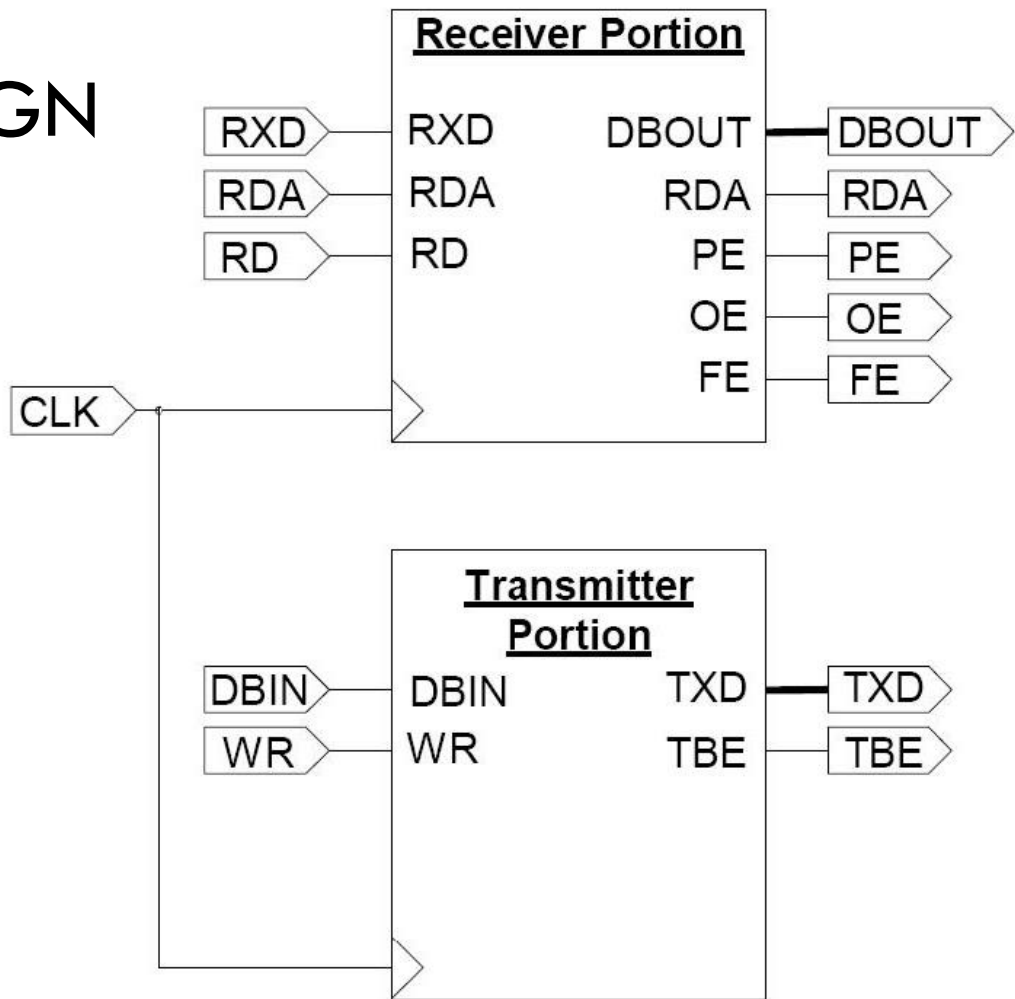 GN
Receiver Portion
RXD RXD DBOUT DBOUT
RDA RDA RDA RDA
RD RD PE PE
OE OE
FE FE
CLK
Transmitter
Portion
DBIN DBIN TXD TXD
WR WR TBE TBE